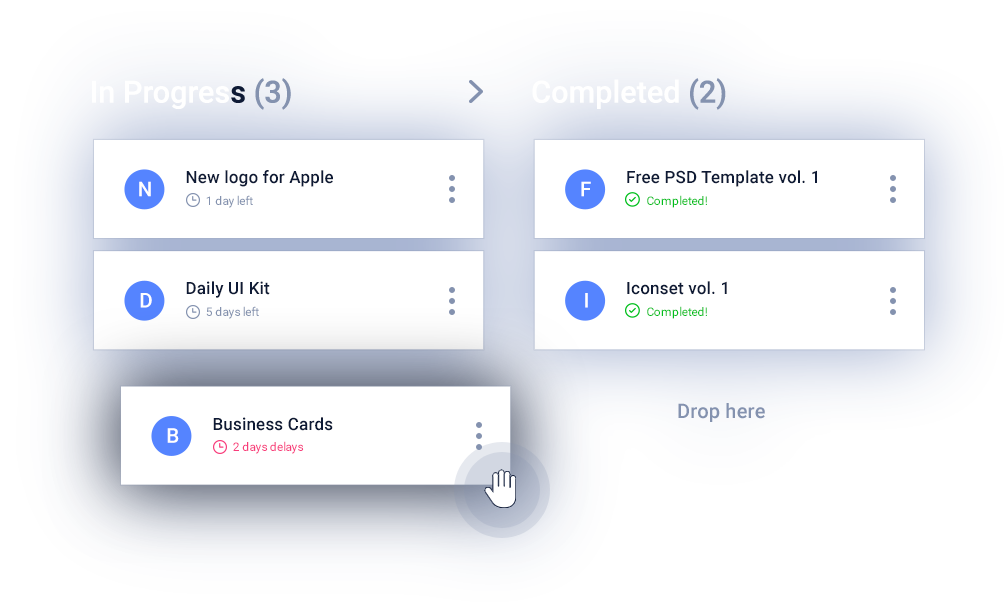 In Progress (3)
N
New logo for Apple
1 day left
D
Daily UI Kit
5 days left
B
Business Cards
2 days delays
Completed (2)
F
Free PSD Template vol. 1
Completed!
I
Iconset vol. 1
Completed!
Drop here